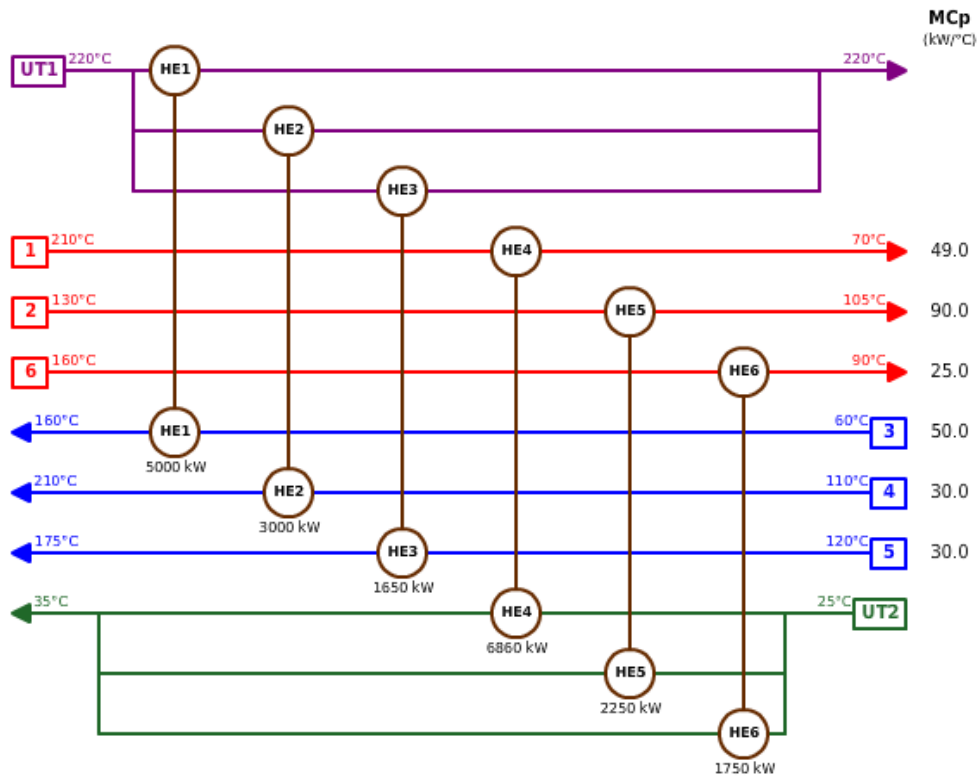 MCp
(kW/°C)
UT1 220°C HE1 220°C
HE2
HE3
1 210°C HE4 70°C 49.0
2 130°C HE5 105°C 90.0
6 160°C HE6 90°C 25.0
160°C HE1 60°C 3 50.0
5000 kW
210°C HE2 110°C 4 30.0
3000 kW
175°C HE3 120°C 5 30.0
1650 kW
35°C HE4 25°C UT2
6860 kW
HE5
2250 kW
HE6
1750 kW